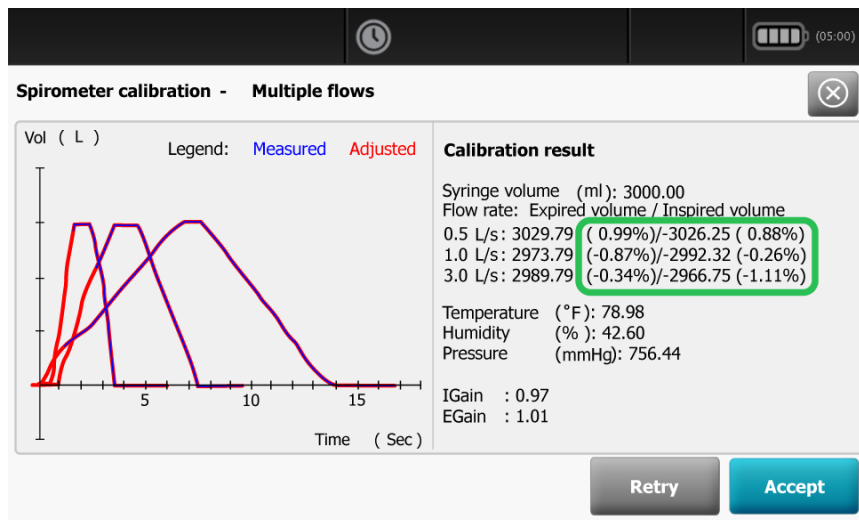 (05:00)
Spirometer calibration - Multiple flows
Vol ( L )
Legend: Measured Adjusted
5 10 15
Time ( Sec )
Calibration result
Syringe volume (ml): 3000.00
Flow rate: Expired volume / Inspired volume
0.5 L/s: 3029.79 ( 0.99%)/-3026.25 ( 0.88%)
1.0 L/s: 2973.79 (-0.87%)/-2992.32 (-0.26%)
3.0 L/s: 2989.79 (-0.34%)/-2966.75 (-1.11%)
Temperature (°F): 78.98
Humidity (% ): 42.60
Pressure (mmHg): 756.44
IGain : 0.97
EGain : 1.01
Retry Accept